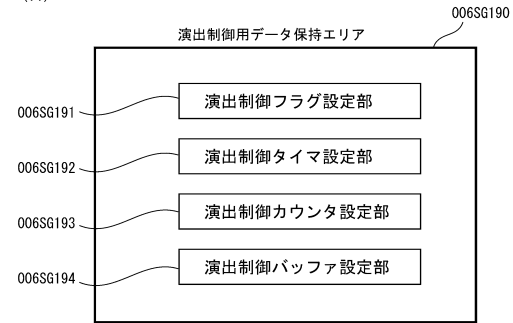 006SG190
演出制御用データ保持エリア
006SG191
演出制御フラグ設定部
006SG192
演出制御タイマ設定部
006SG193
演出制御カウンタ設定部
006SG194
演出制御バッファ設定部